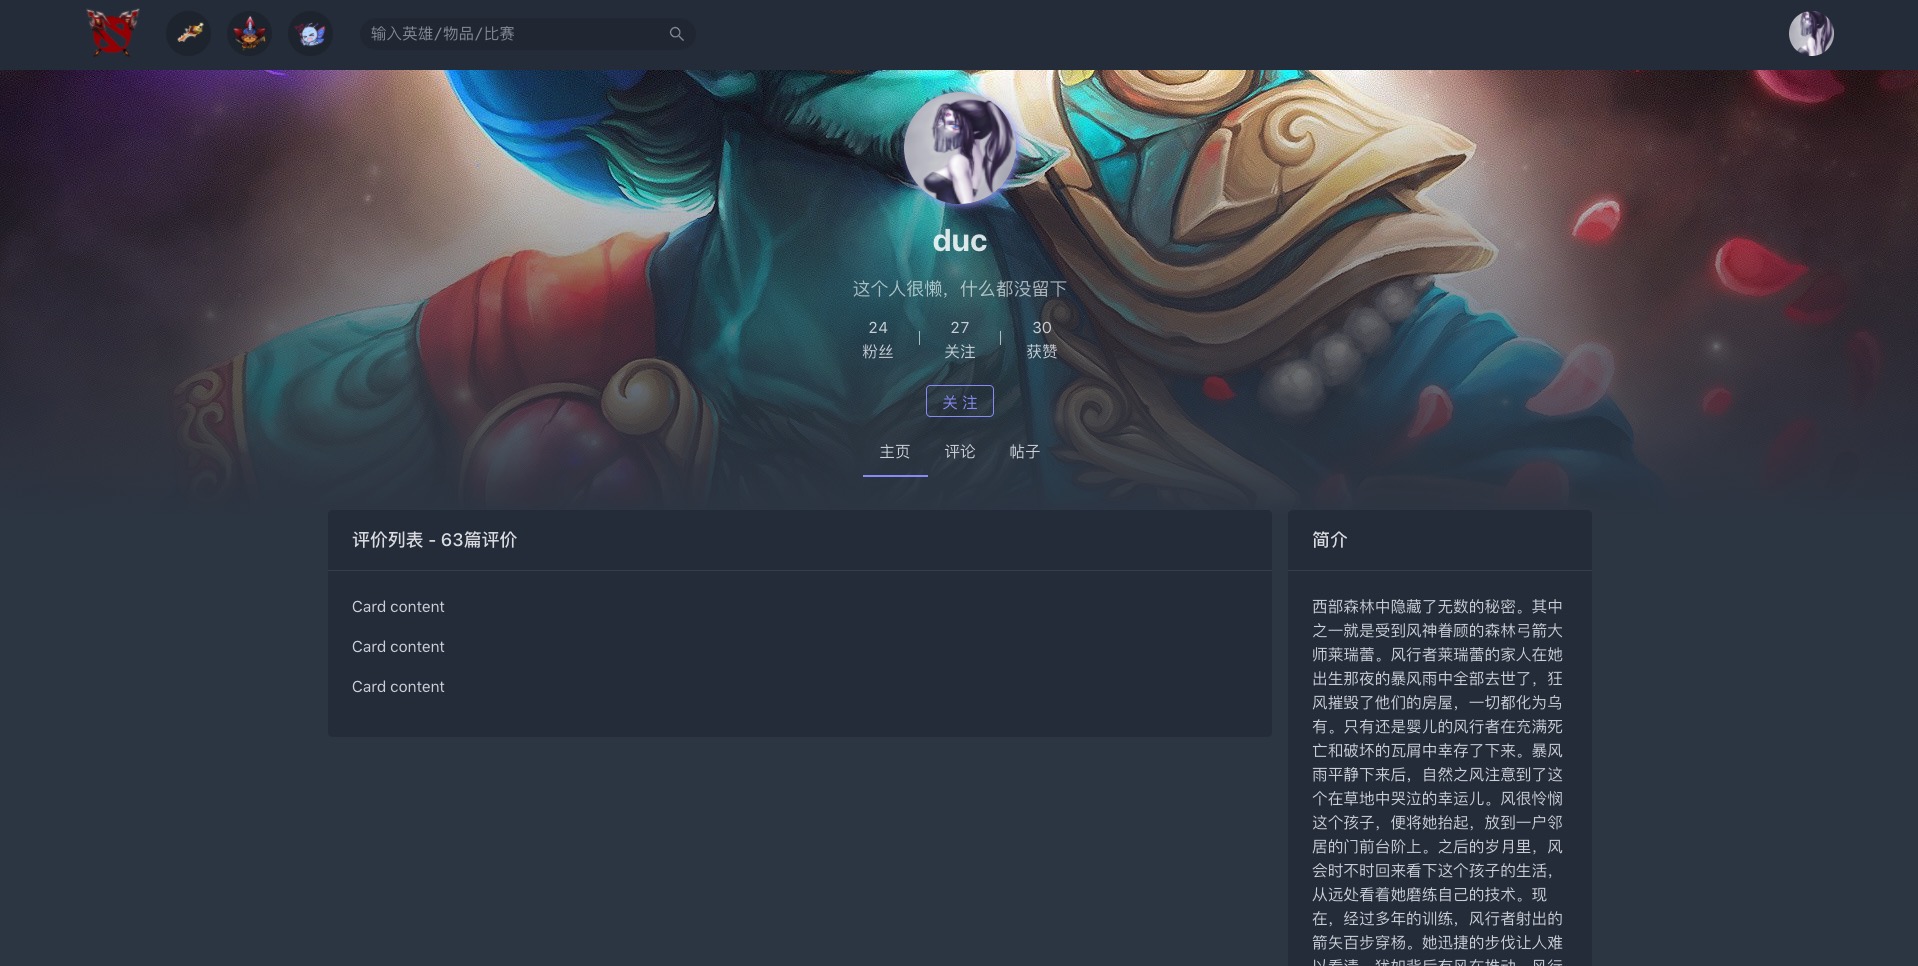 输入英雄/物品/比赛
duc
这个人很懒，什么都没留下
24 27 30
粉丝 关注 获赞
关注
主页 评论 帖子
评价列表 - 63篇评价
Card content
Card content
Card content
简介
西部森林中隐藏了无数的秘密。其中
之一就是受到风神眷顾的森林弓箭大
师莱瑞蕾。风行者莱瑞蕾的家人在她
出生那夜的暴风雨中全部去世了，狂
风摧毁了他们的房屋，一切都化为乌
有。只有还是婴儿的风行者在充满死
亡和破坏的瓦屑中幸存了下来。暴风
雨平静下来后，自然之风注意到了这
个在草地中哭泣的幸运儿。风很怜悯
这个孩子，便将她抬起，放到一户邻
居的门前台阶上。之后的岁月里，风
会时不时回来看下这个孩子的生活，
从远处看着她磨练自己的技术。现
在，经过多年的训练，风行者射出的
箭矢百步穿杨。她迅捷的步伐让人难
以看清，犹如背后有风在推动。风行